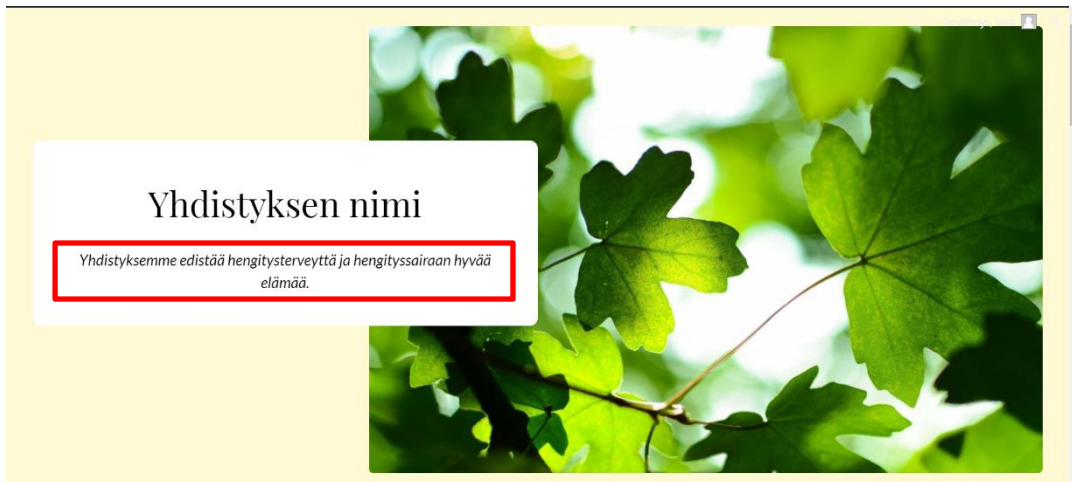 Yhdistyksen nimi
Yhdistyksemme edistää hengitysterveyttä ja hengityssairaan hyvää
elämää.